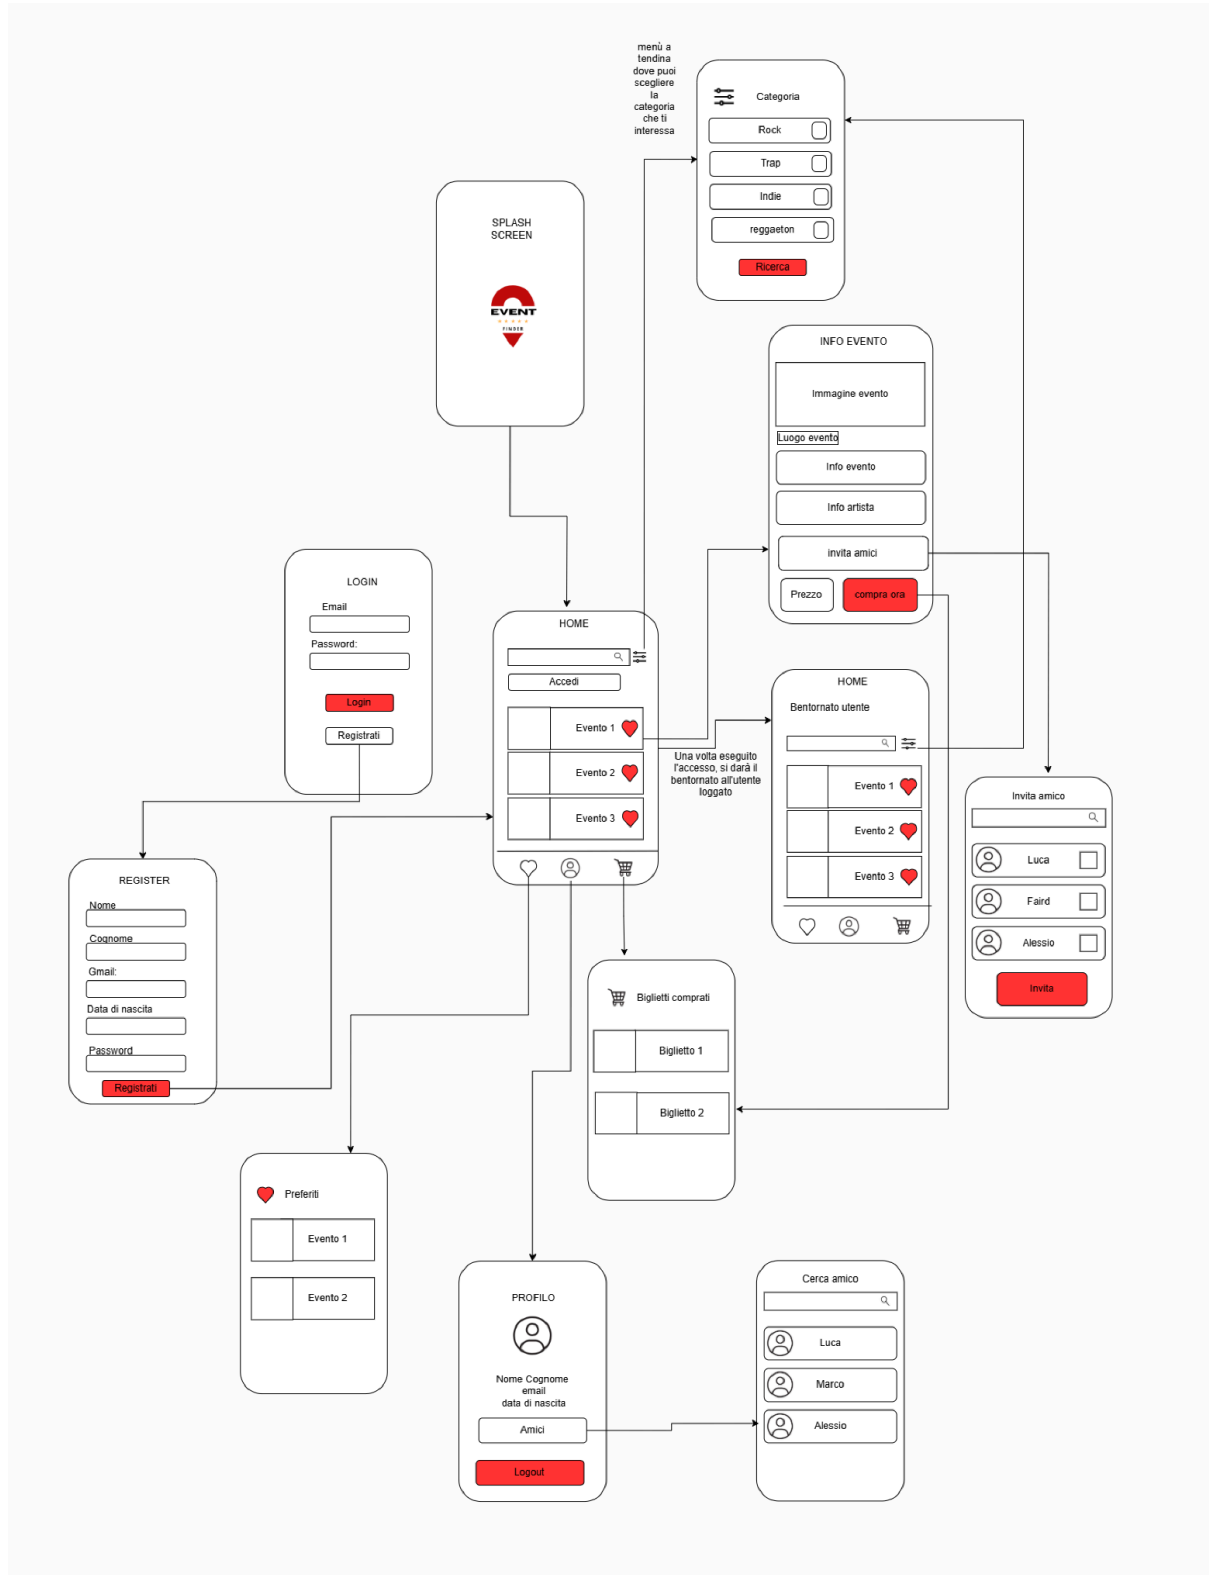 menù a
tendina
dove puoi
scegliere
la
categoria
che ti
interessa
Categoria
Rock
Trap
Indie
reggaeton
Ricerca
SPLASH
SCREEN
EVENT
FINDER
INFO EVENTO
Immagine evento
Luogo evento
Info evento
Info artista
invita amici
Prezzo
compra ora
LOGIN
Email
Password:
Login
Registrati
HOME
Accedi
Evento 1
Evento 2
Evento 3
Una volta eseguito
l'accesso, si darà il
bentornato all'utente
loggato
HOME
Bentornato utente
Evento 1
Evento 2
Evento 3
Invita amico
Luca
Faird
Alessio
Invita
REGISTER
Nome
Cognome
Gmail:
Data di nascita
Password
Registrati
Biglietti comprati
Biglietto 1
Biglietto 2
Preferiti
Evento 1
Evento 2
PROFILO
Nome Cognome
email
data di nascita
Amici
Logout
Cerca amico
Luca
Marco
Alessio